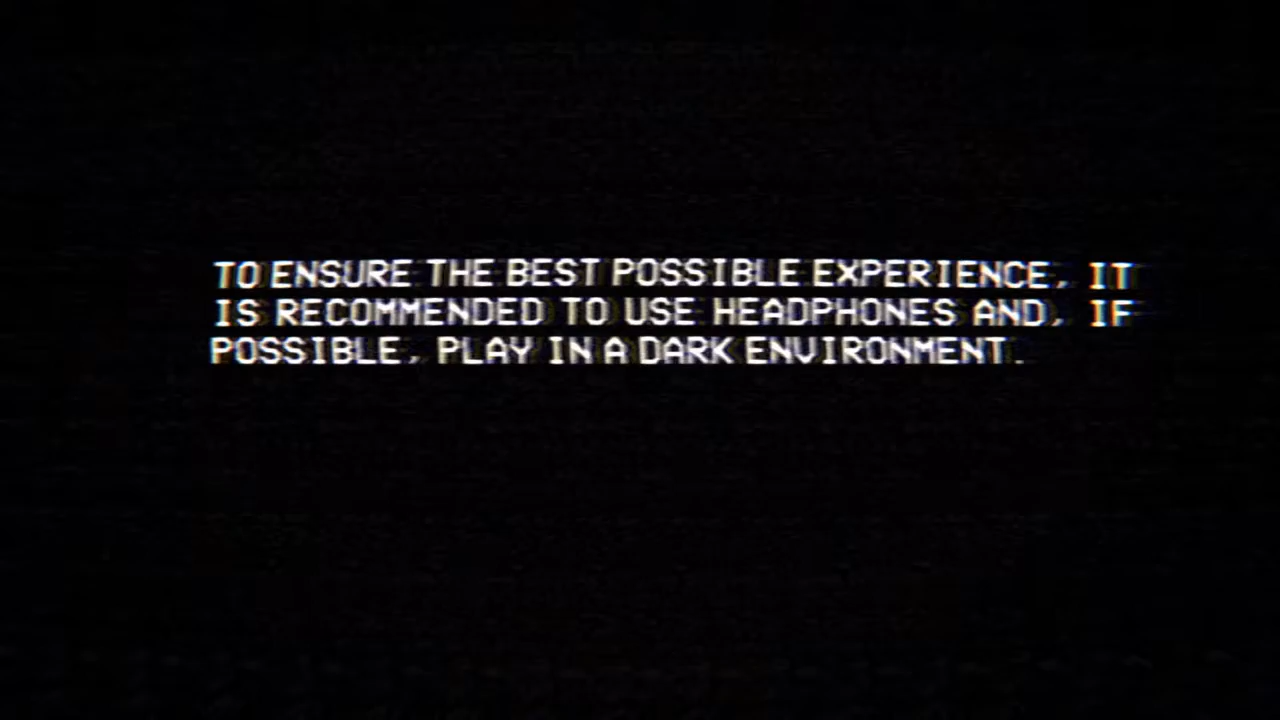 TO ENSURE THE BEST POSSIBLE EXPERIENCE, IT
IS RECOMMENDED TO USE HEADPHONES AND, IF
POSSIBLE, PLAY IN A DARK ENVIRONMENT.